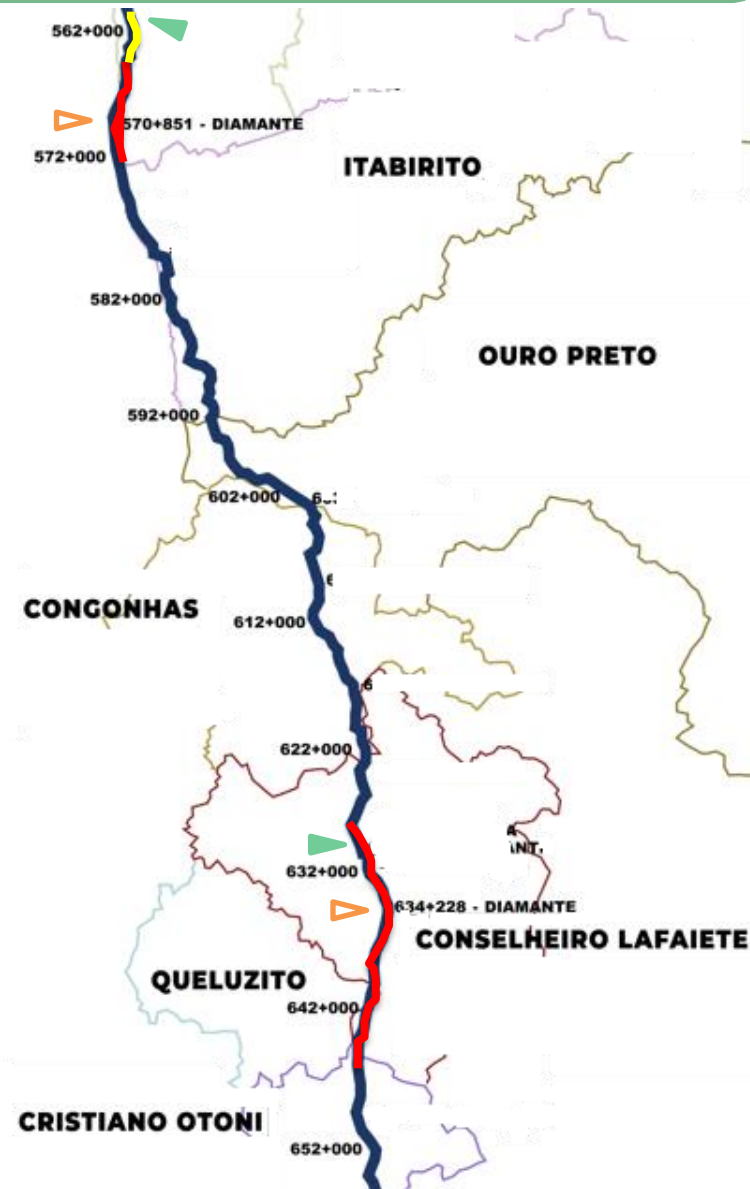 562+000
570+851 - DIAMANTE
572+000
ITABIRITO
582+000
OURO PRETO
592+000
602+000
CONGONHAS
612+000
622+000
632+000
634+228 - DIAMANTE
CONSELHEIRO LAFAIETE
QUELUZITO
642+000
CRISTIANO OTONI
652+000